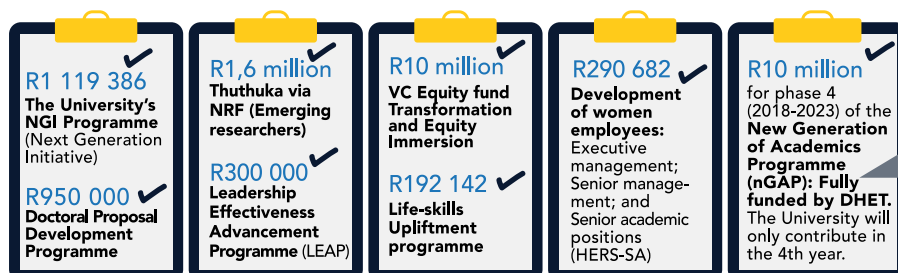 R1 119 386
The University's
NGI Programme
(Next Generation
Initiative)
R950 000
Doctoral Proposal
Development
Programme
R1,6 million
Thuthuka via
NRF (Emerging
researchers)
R300 000
Leadership
Effectiveness
Advancement
Programme (LEAP)
R10 million
VC Equity fund
Transformation
and Equity
Immersion
R192 142
Life-skills
Upliftment
programme
R290 682
Development
of women
employees:
Executive
management;
Senior manage-
ment; and
Senior academic
positions
(HERS-SA)
R10 million
for phase 4
(2018-2023) of the
New Generation
of Academics
Programme
(nGAP): Fully
funded by DHET.
The University will
only contribute in
the 4th year.